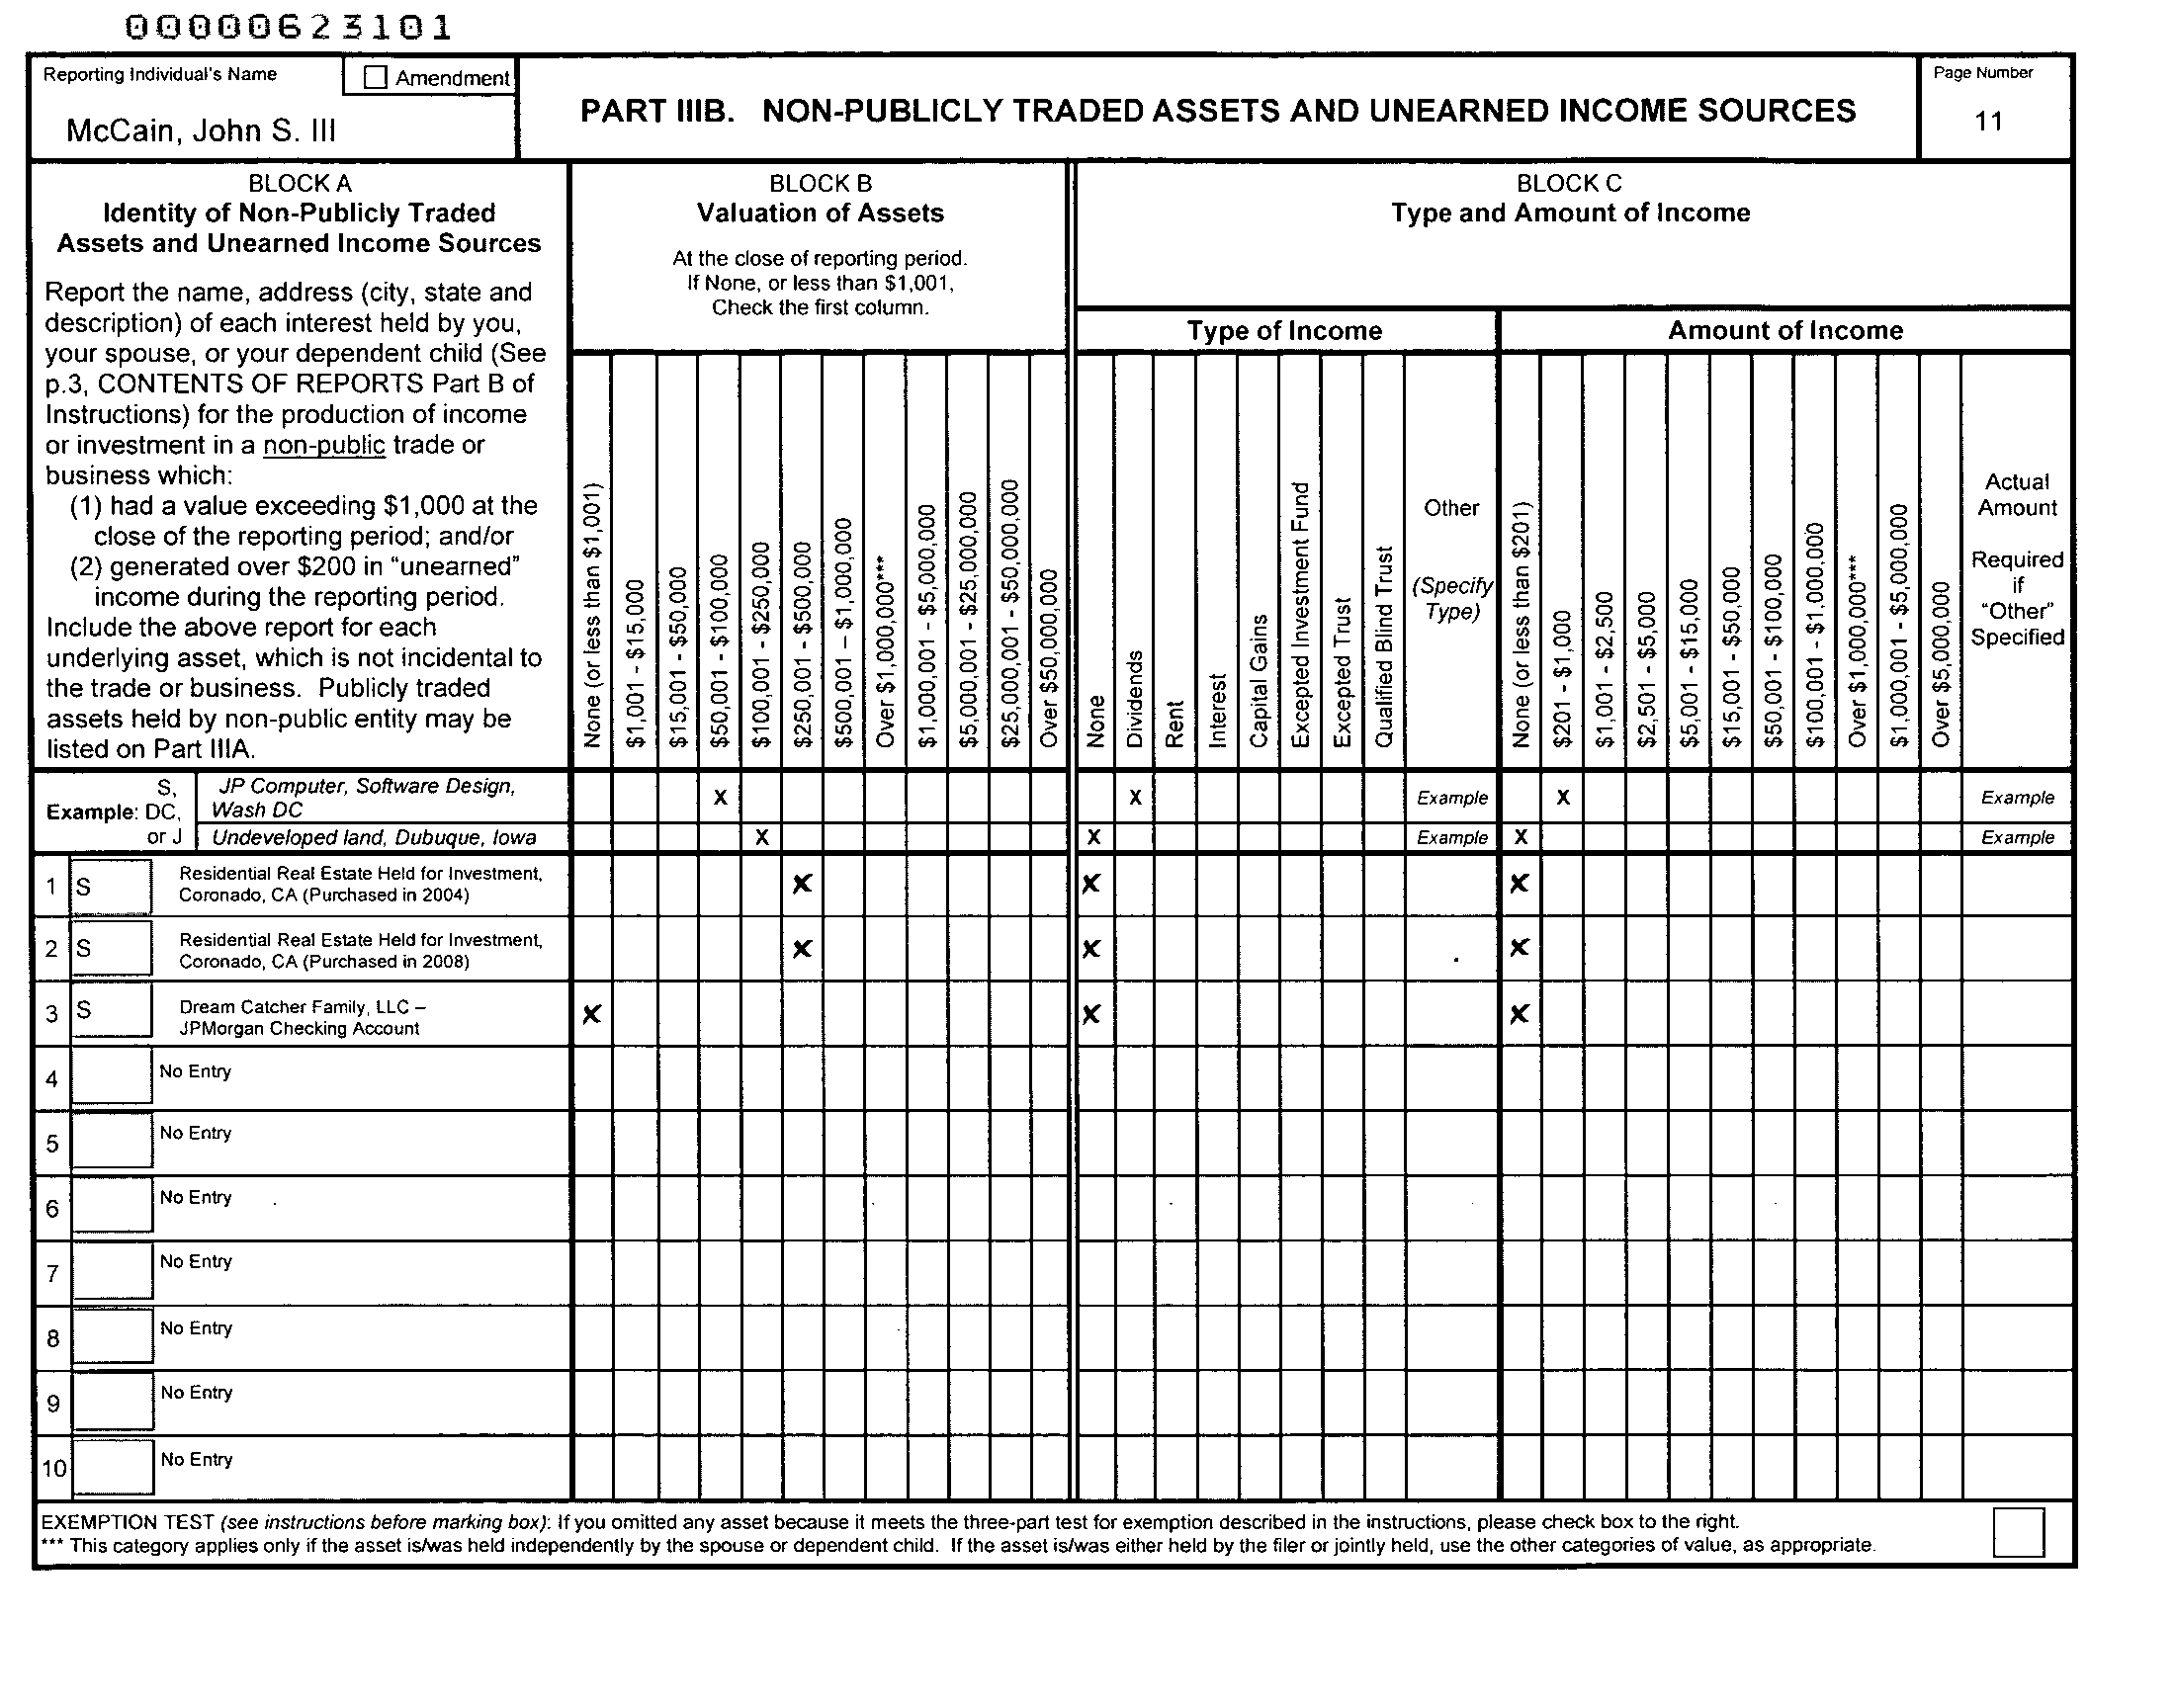 00000623101
Reporting Individual's Name
Amendment
McCain, John S. III
PART IIIB. NON-PUBLICLY TRADED ASSETS AND UNEARNED INCOME SOURCES
Page Number
11
BLOCK A
Identity of Non-Publicly Traded
Assets and Unearned Income Sources
Report the name, address (city, state and
description) of each interest held by you,
your spouse, or your dependent child (See
p.3, CONTENTS OF REPORTS Part B of
Instructions) for the production of income
or investment in a non-public trade or
business which:
(1) had a value exceeding $1,000 at the
close of the reporting period; and/or
(2) generated over $200 in “unearned”
income during the reporting period.
Include the above report for each
underlying asset, which is not incidental to
the trade or business. Publicly traded
assets held by non-public entity may be
listed on Part IIIA.
BLOCK B
Valuation of Assets
At the close of reporting period.
If None, or less than $1,001,
Check the first column.
None (or less than $1,001)
$1,001 - $15,000
$15,001 - $50,000
$50,001 - $100,000
$100,001 - $250,000
$250,001 - $500,000
$500,001 – $1,000,000
Over $1,000,000***
$1,000,001 - $5,000,000
$5,000,001 - $25,000,000
$25,000,001 - $50,000,000
Over $50,000,000
BLOCK C
Type and Amount of Income
Type of Income
None
Dividends
Rent
Interest
Capital Gains
Excepted Investment Fund
Excepted Trust
Qualified Blind Trust
Other
(Specify
Type)
Amount of Income
None (or less than $201)
$201 - $1,000
$1,001 - $2,500
$2,501 - $5,000
$5,001 - $15,000
$15,001 - $50,000
$50,001 - $100,000
$100,001 - $1,000,000
Over $1,000,000***
$1,000,001 - $5,000,000
Over $5,000,000
Actual
Amount
Required
if
“Other”
Specified
Example: S, DC, or J
JP Computer, Software Design,
Wash DC
X X Example X Example
Undeveloped land, Dubuque, Iowa X X Example X Example
1 S Residential Real Estate Held for Investment,
Coronado, CA (Purchased in 2004) X X X
2 S Residential Real Estate Held for Investment,
Coronado, CA (Purchased in 2008) X X X
3 S Dream Catcher Family, LLC –
JPMorgan Checking Account X X X
4 No Entry
5 No Entry
6 No Entry
7 No Entry
8 No Entry
9 No Entry
10 No Entry
EXEMPTION TEST (see instructions before marking box): If you omitted any asset because it meets the three-part test for exemption described in the instructions, please check box to the right.
*** This category applies only if the asset is/was held independently by the spouse or dependent child. If the asset is/was either held by the filer or jointly held, use the other categories of value, as appropriate.